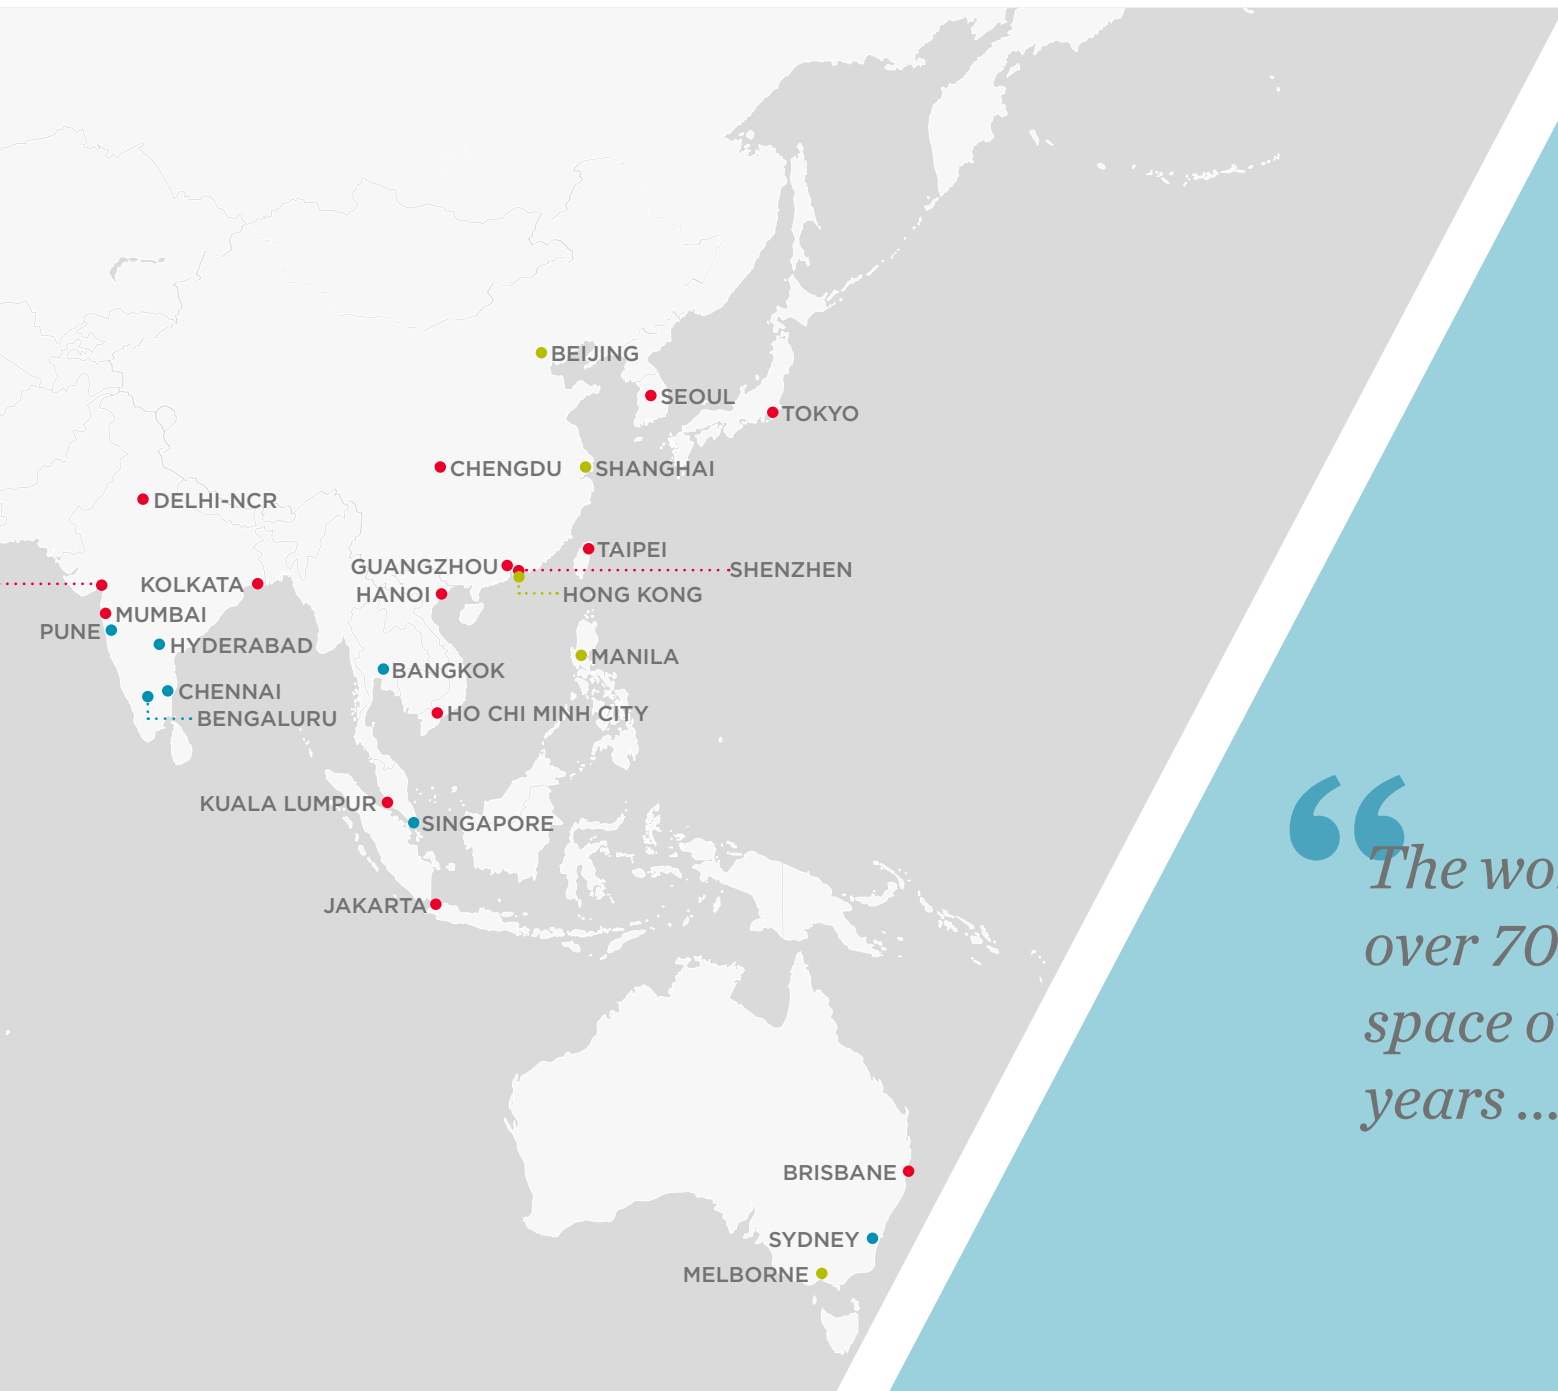 BEIJING
SEOUL
TOKYO
CHENGDU
SHANGHAI
DELHI-NCR
TAIPEI
GUANGZHOU
SHENZHEN
KOLKATA
HANOI
HONG KONG
MUMBAI
PUNE
HYDERABAD
MANILA
BANGKOK
CHENNAI
HO CHI MINH CITY
BENGALURU
KUALA LUMPUR
SINGAPORE
JAKARTA
BRISBANE
SYDNEY
MELBORNE
“
The
over 70
space
years ...